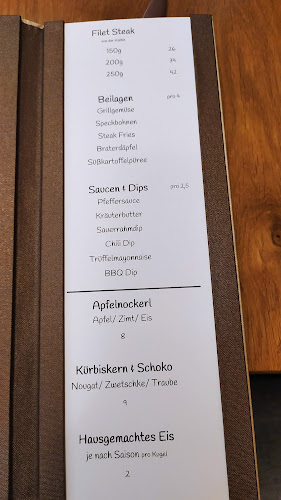 Filet Steak
150g 26
200g 34
250g 42
Beilagen pro 4
Grillgemüse
Speckbohnen
Steak Fries
Braterdäpfel
Süßkartoffelpüree
Saucen & Dips pro 2,5
Pfeffersauce
Kräuterbutter
Sauerrahmdip
Chili Dip
Trüffelmayonnaise
BBQ Dip
Apfelnockerl
Apfel/ Zimt/ Eis
8
Kürbiskern & Schoko
Nougat/ Zwetschke/ Traube
9
Hausgemachtes Eis
je nach Saison pro Kugel
2